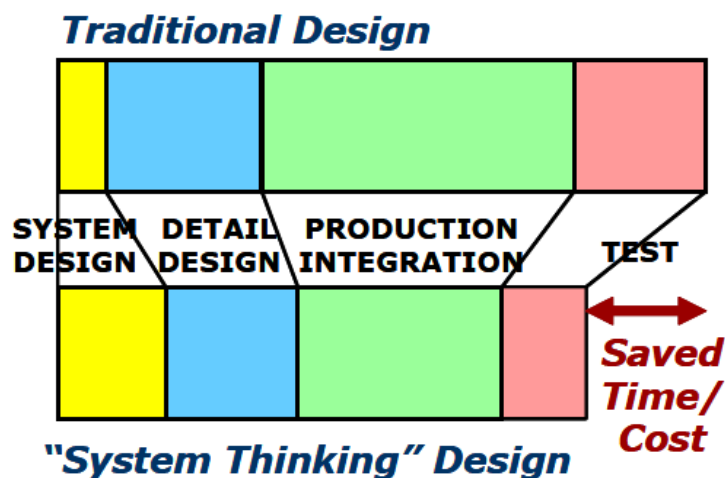 Traditional Design
SYSTEM DESIGN
DETAIL DESIGN
PRODUCTION INTEGRATION
TEST
Saved
Time/
Cost
“System Thinking” Design